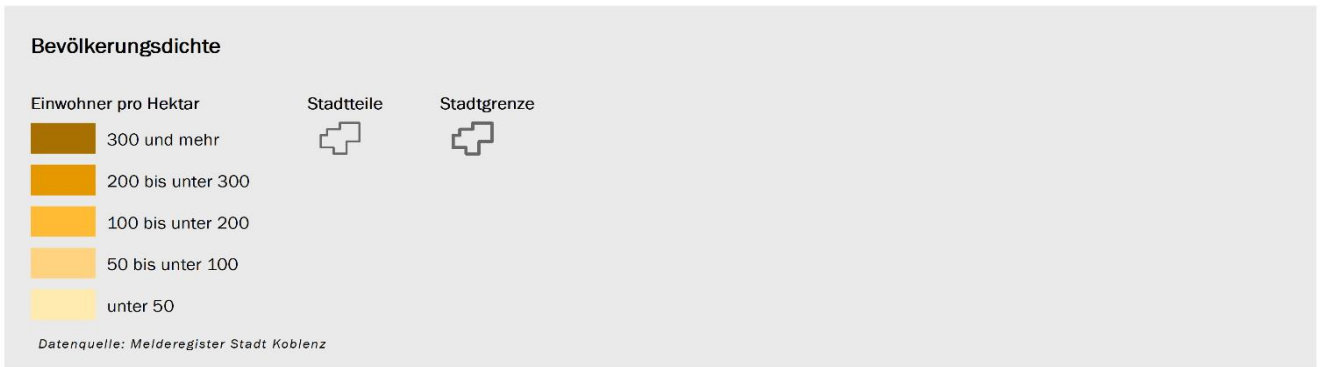 Bevölkerungsdichte
Einwohner pro Hektar
Stadtteile
Stadtgrenze
300 und mehr
200 bis unter 300
100 bis unter 200
50 bis unter 100
unter 50
Datenquelle: Melderegister Stadt Koblenz